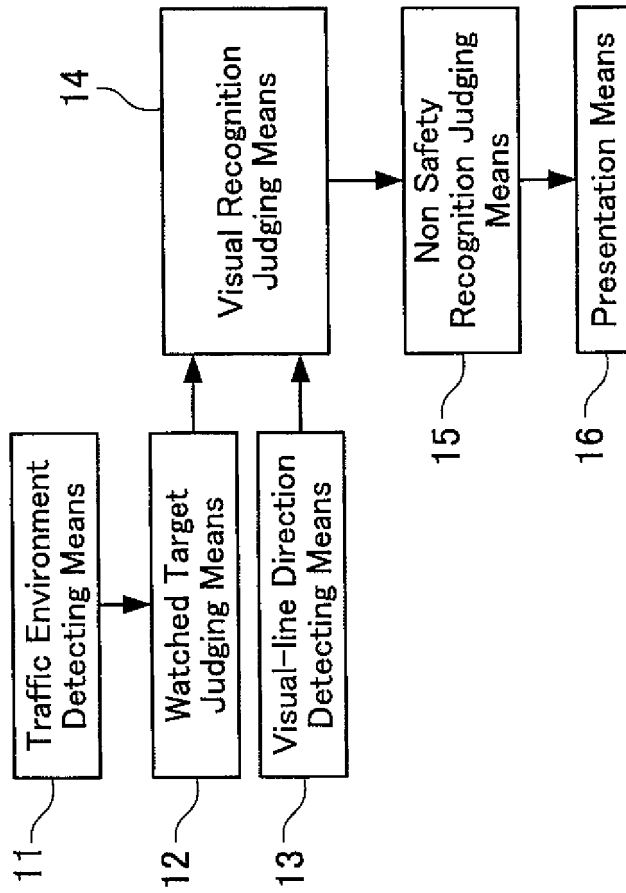 11
Traffic Environment
Detecting Means
12
Watched Target
Judging Means
13
Visual-line Direction
Detecting Means
14
Visual Recognition
Judging Means
15
Non Safety
Recognition Judging
Means
16
Presentation Means